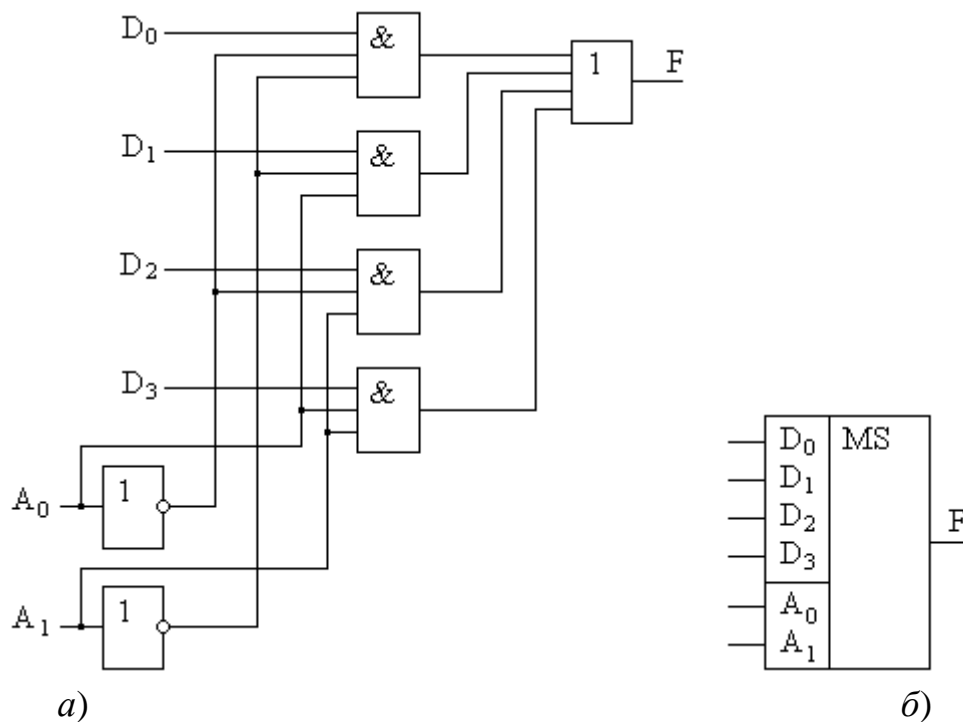 D₀
&
1
F
D₁
&
D₂
&
D₃
&
A₀
1
A₁
1
D₀
MS
D₁
D₂
D₃
F
A₀
A₁
а)
б)